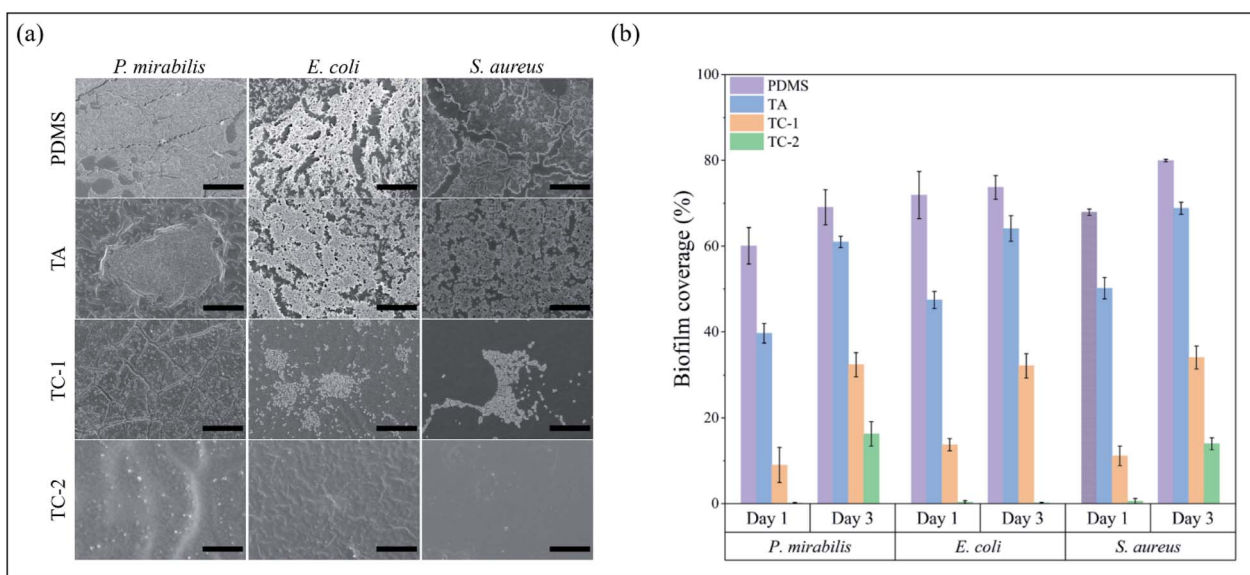 (a)
P. mirabilis E. coli S. aureus
PDMS
TA
TC-1
TC-2
(b)
100
80
60
40
20
0
Biofilm coverage (%)
PDMS
TA
TC-1
TC-2
Day 1 Day 3 Day 1 Day 3 Day 1 Day 3
P. mirabilis E. coli S. aureus